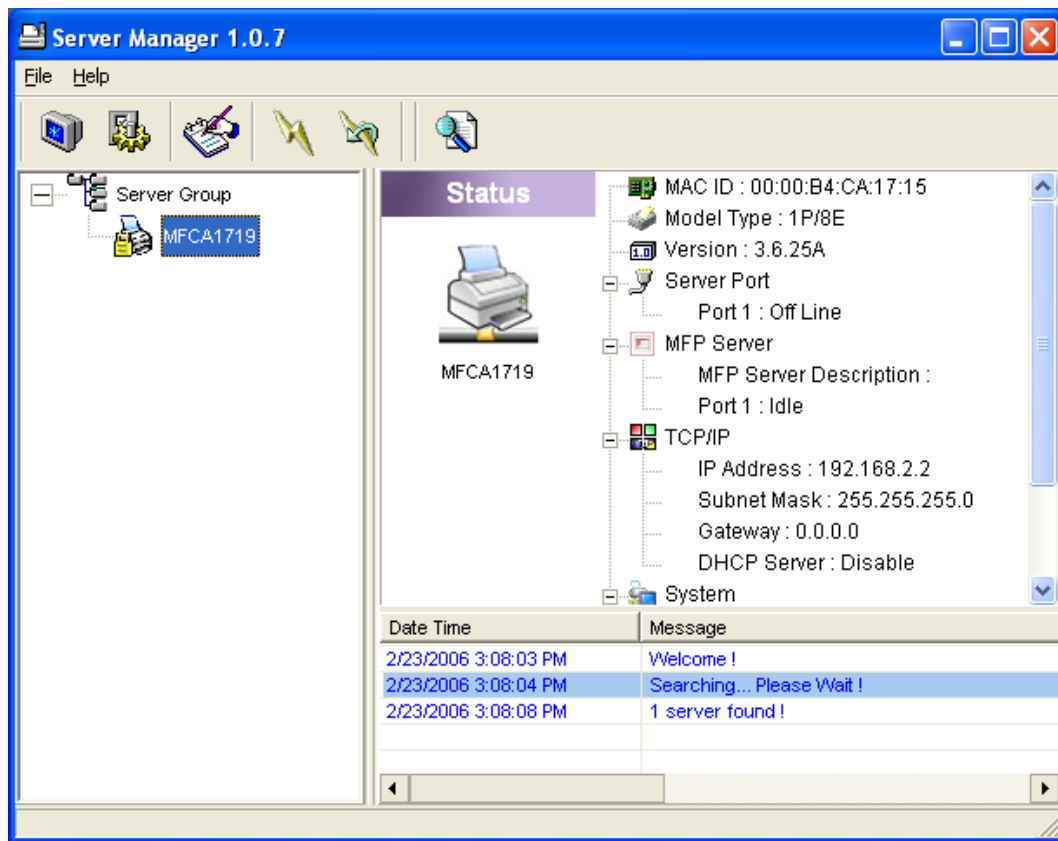 Server Manager 1.0.7
File Help
Server Group
MFCA1719
Status
MFCA1719
MAC ID : 00:00:B4:CA:17:15
Model Type : 1P/8E
1.0 Version : 3.6.25A
Server Port
Port 1 : Off Line
MFP Server
MFP Server Description :
Port 1 : Idle
TCP/IP
IP Address : 192.168.2.2
Subnet Mask : 255.255.255.0
Gateway : 0.0.0.0
DHCP Server : Disable
System
Date Time Message
2/23/2006 3:08:03 PM Welcome !
2/23/2006 3:08:04 PM Searching... Please Wait !
2/23/2006 3:08:08 PM 1 server found !